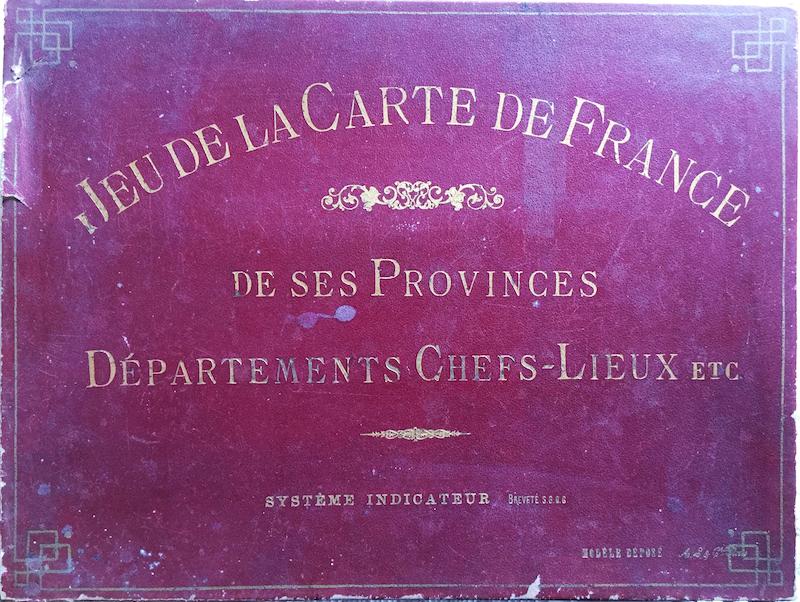 JEU DE LA CARTE DE FRANCE
DE SES PROVINCES
DÉPARTEMENTS CHEFS-LIEUX ETC
SYSTÈME INDICATEUR BREVETÉ S.G.D.G
MODÈLE DÉPOSÉ